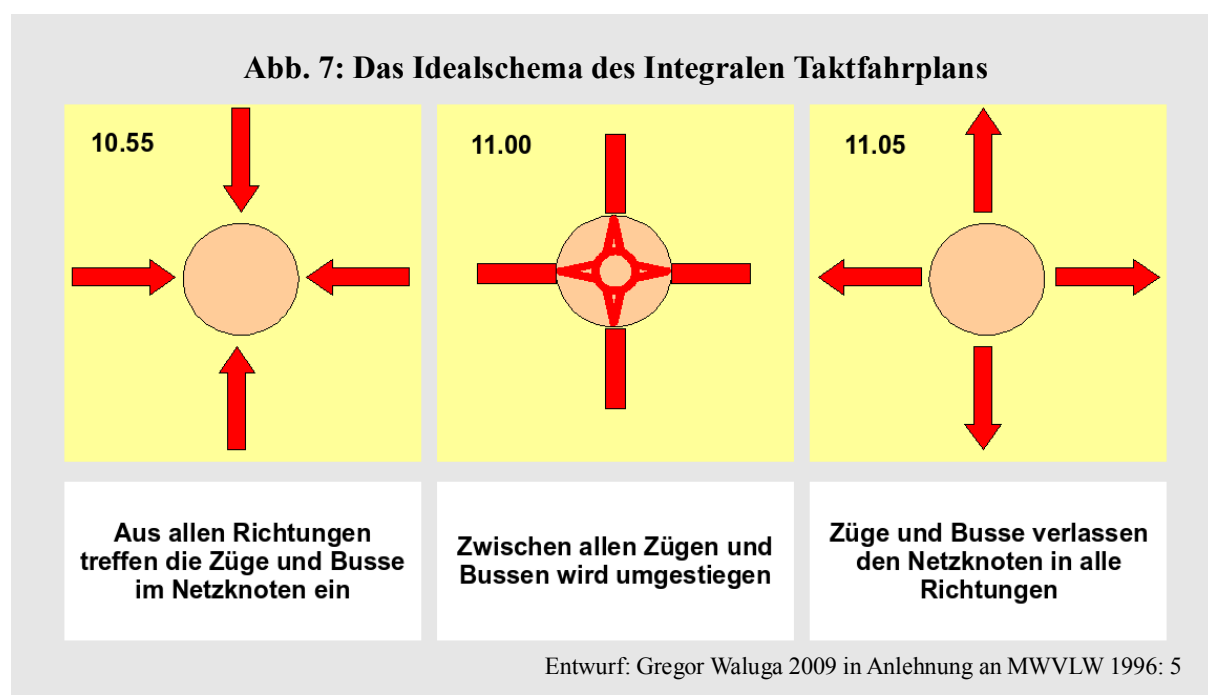 Abb. 7: Das Idealschema des Integralen Taktfahrplans
10.55
11.00
11.05
Aus allen Richtungen
treffen die Züge und Busse
im Netzknoten ein
Zwischen allen Zügen und
Bussen wird umgestiegen
Züge und Busse verlassen
den Netzknoten in alle
Richtungen
Entwurf: Gregor Waluga 2009 in Anlehnung an MWVLW 1996: 5